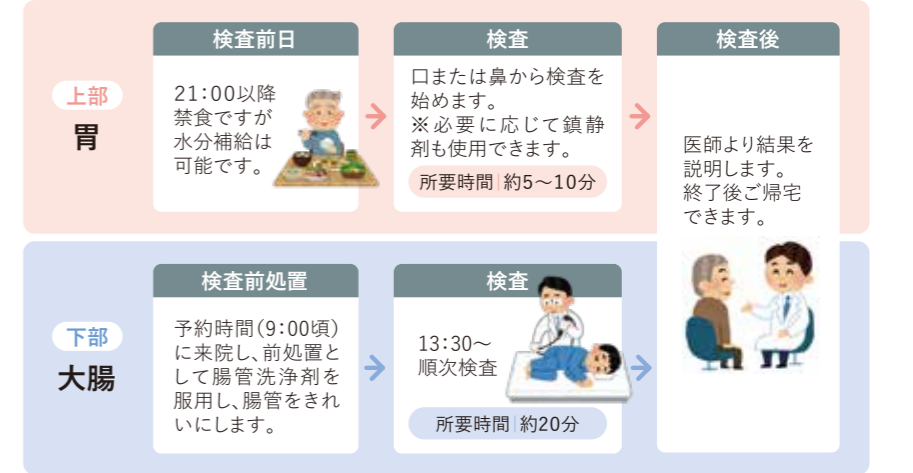 上部
胃
検査前日
21:00以降
禁食ですが
水分補給は
可能です。
検査
口または鼻から検査を
始めます。
※必要に応じて鎮静
剤も使用できます。
所要時間|約5〜10分
検査後
医師より結果を
説明します。
終了後ご帰宅
できます。
下部
大腸
検査前処置
予約時間(9:00頃)
に来院し、前処置と
して腸管洗浄剤を
服用し、腸管をきれ
いにします。
検査
13:30〜
順次検査
所要時間|約20分